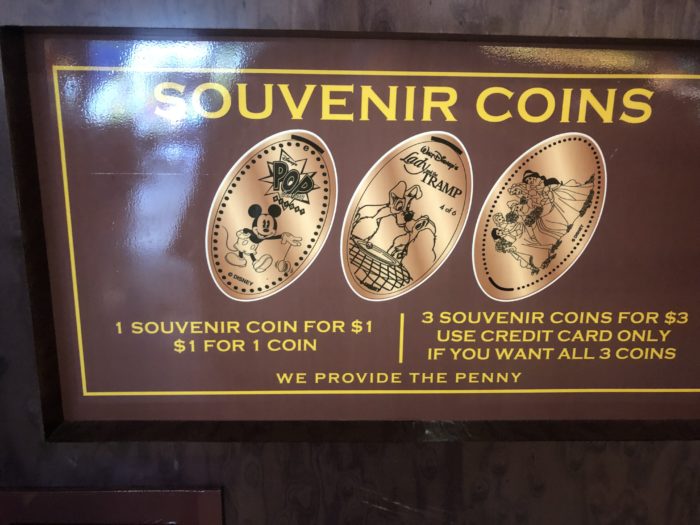 SOUVENIR COINS
POP
© DISNEY
Walt Disney's
Lady and the
TRAMP
4 of 6
1 SOUVENIR COIN FOR $1
$1 FOR 1 COIN
3 SOUVENIR COINS FOR $3
USE CREDIT CARD ONLY
IF YOU WANT ALL 3 COINS
WE PROVIDE THE PENNY